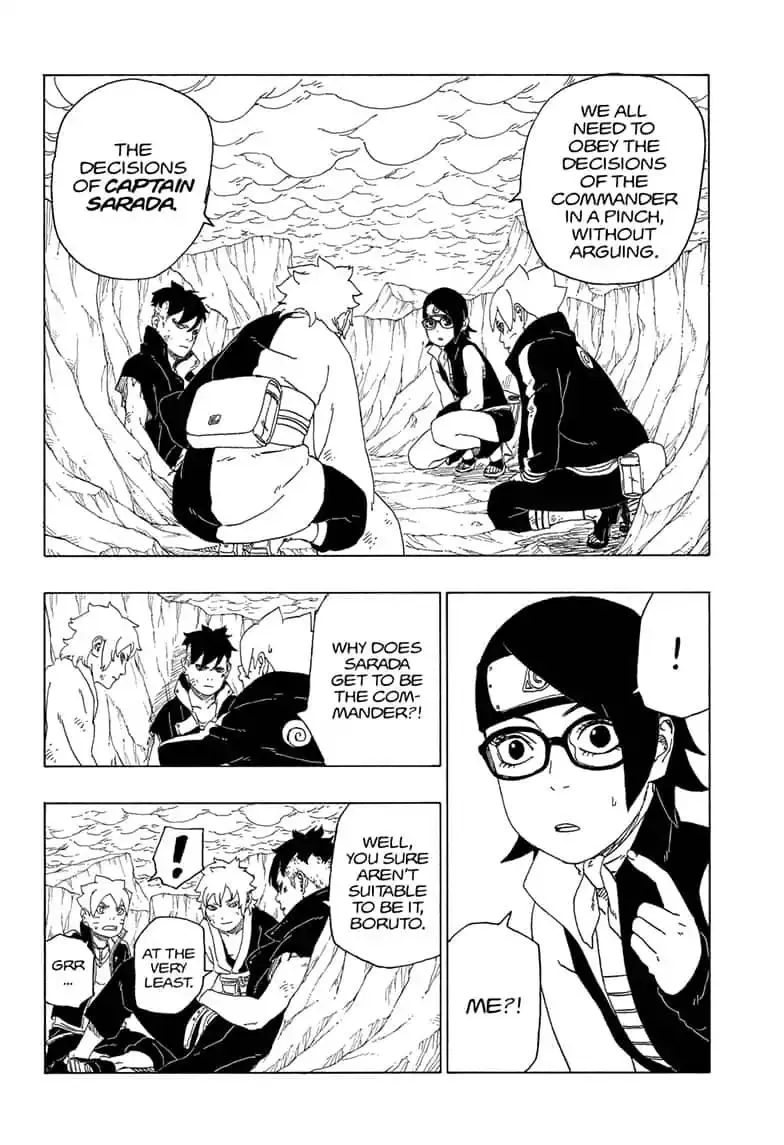 WE ALL
NEED TO
OBEY THE
DECISIONS
OF THE
COMMANDER
IN A PINCH,
WITHOUT
ARGUING.
THE
DECISIONS
OF CAPTAIN
SARADA.
!
ME?!
WHY DOES
SARADA
GET TO BE
THE COM-
MANDER?!
WELL,
YOU SURE
AREN'T
SUITABLE
TO BE IT,
BORUTO.
!
AT THE
VERY
LEAST.
GRR
...